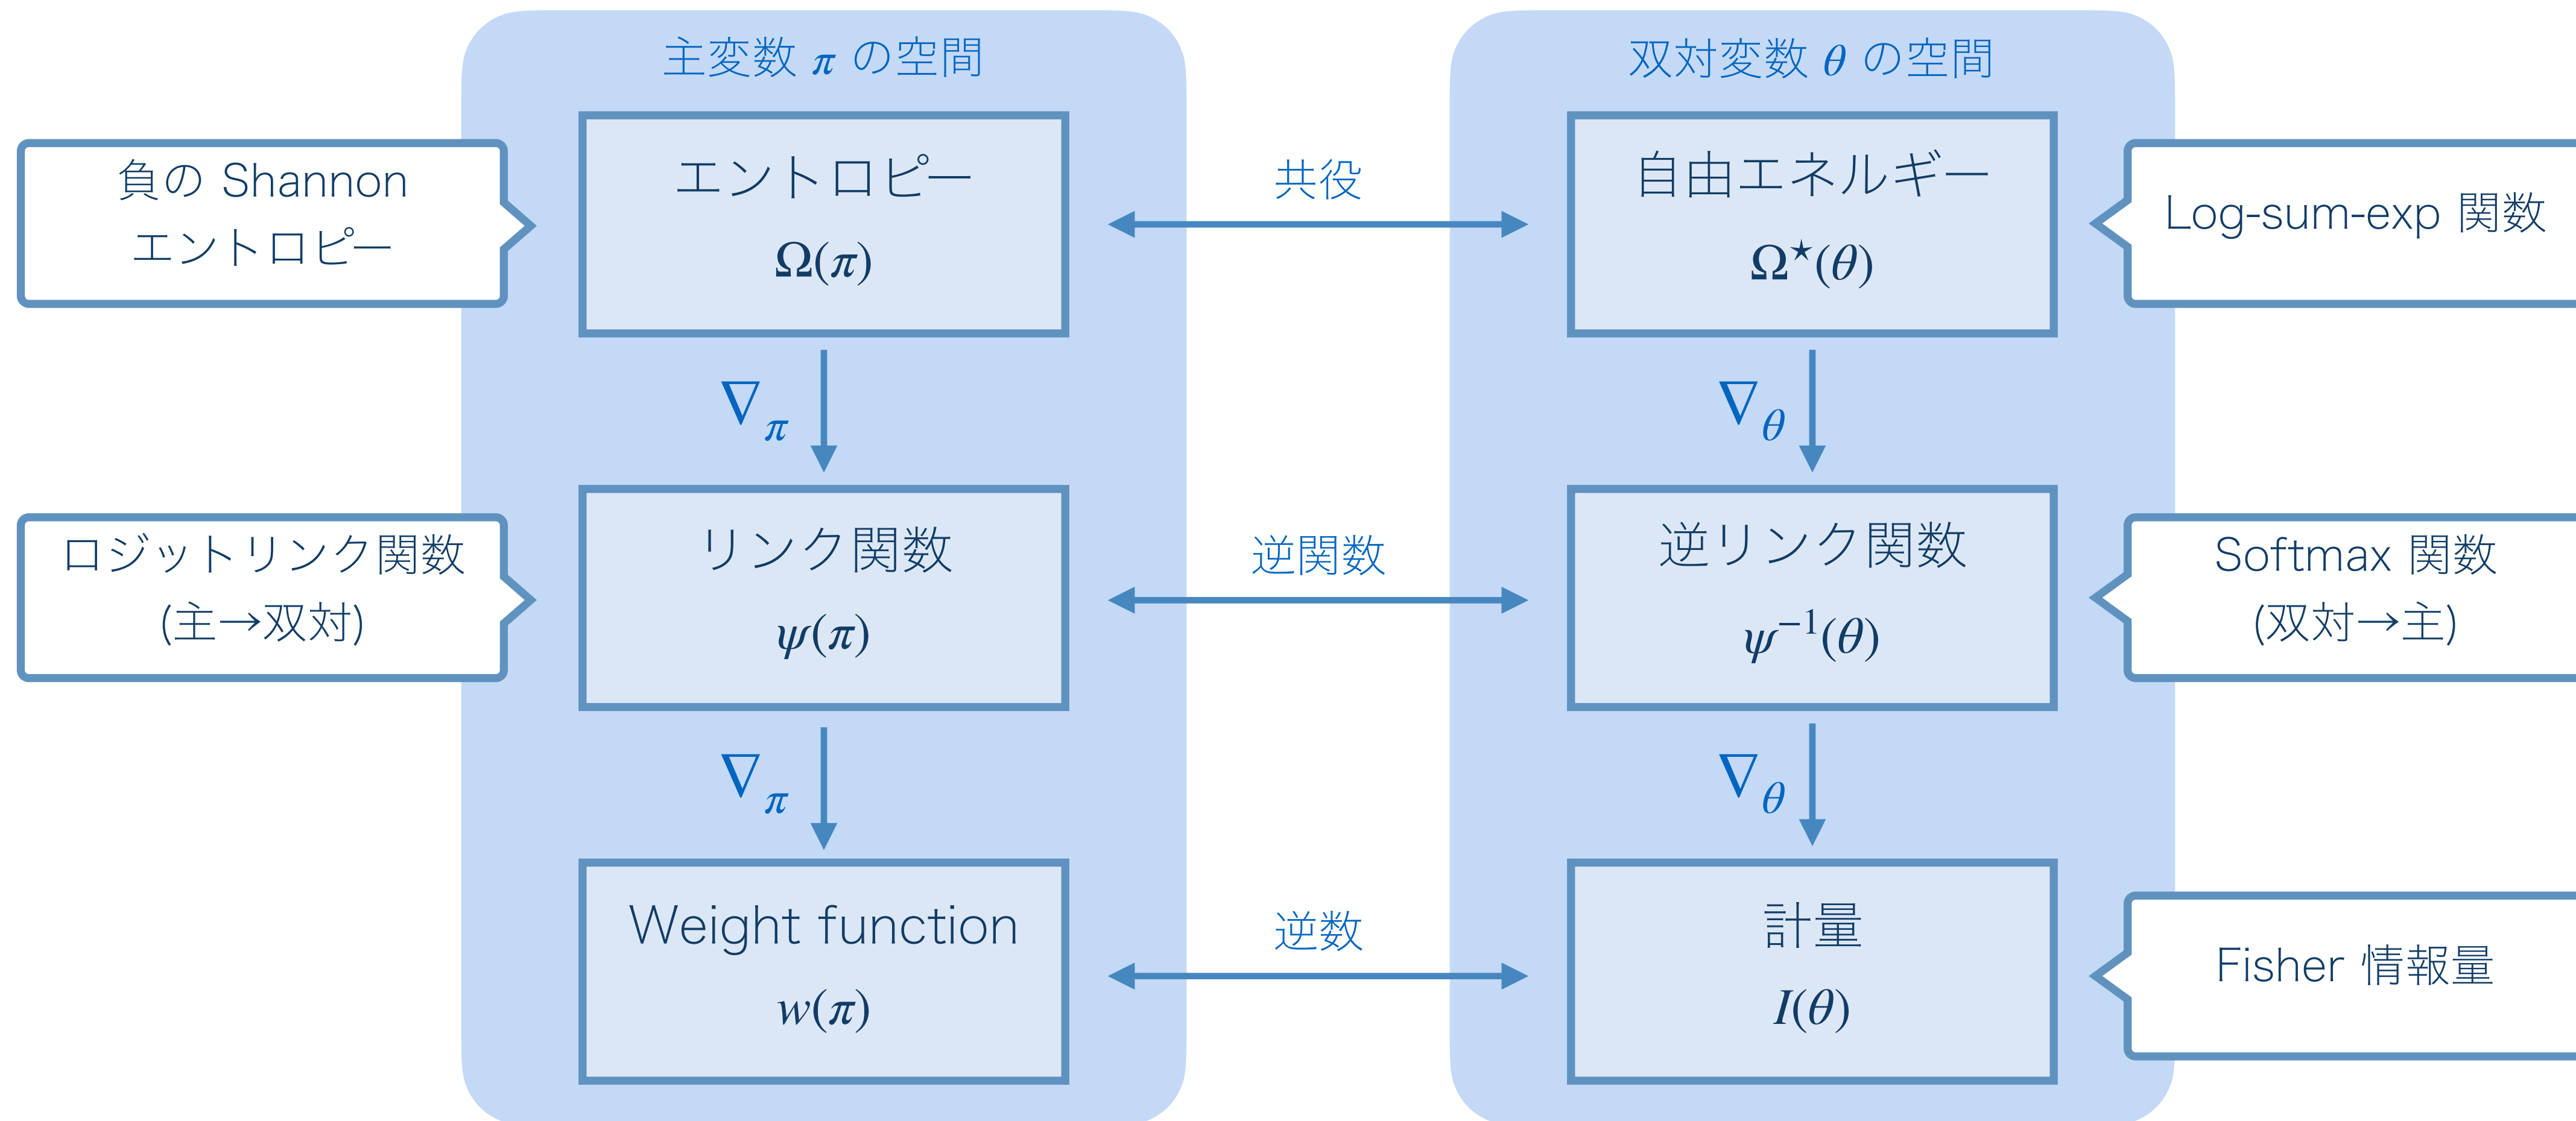 主変数 π の空間
双対変数 θ の空間
負の Shannon
エントロピー
エントロピー
Ω(π)
共役
自由エネルギー
Ω★(θ)
Log-sum-exp 関数
∇π
∇θ
ロジットリンク関数
(主→双対)
リンク関数
ψ(π)
逆関数
逆リンク関数
ψ−1(θ)
Softmax 関数
(双対→主)
∇π
∇θ
Weight function
w(π)
逆数
計量
I(θ)
Fisher 情報量